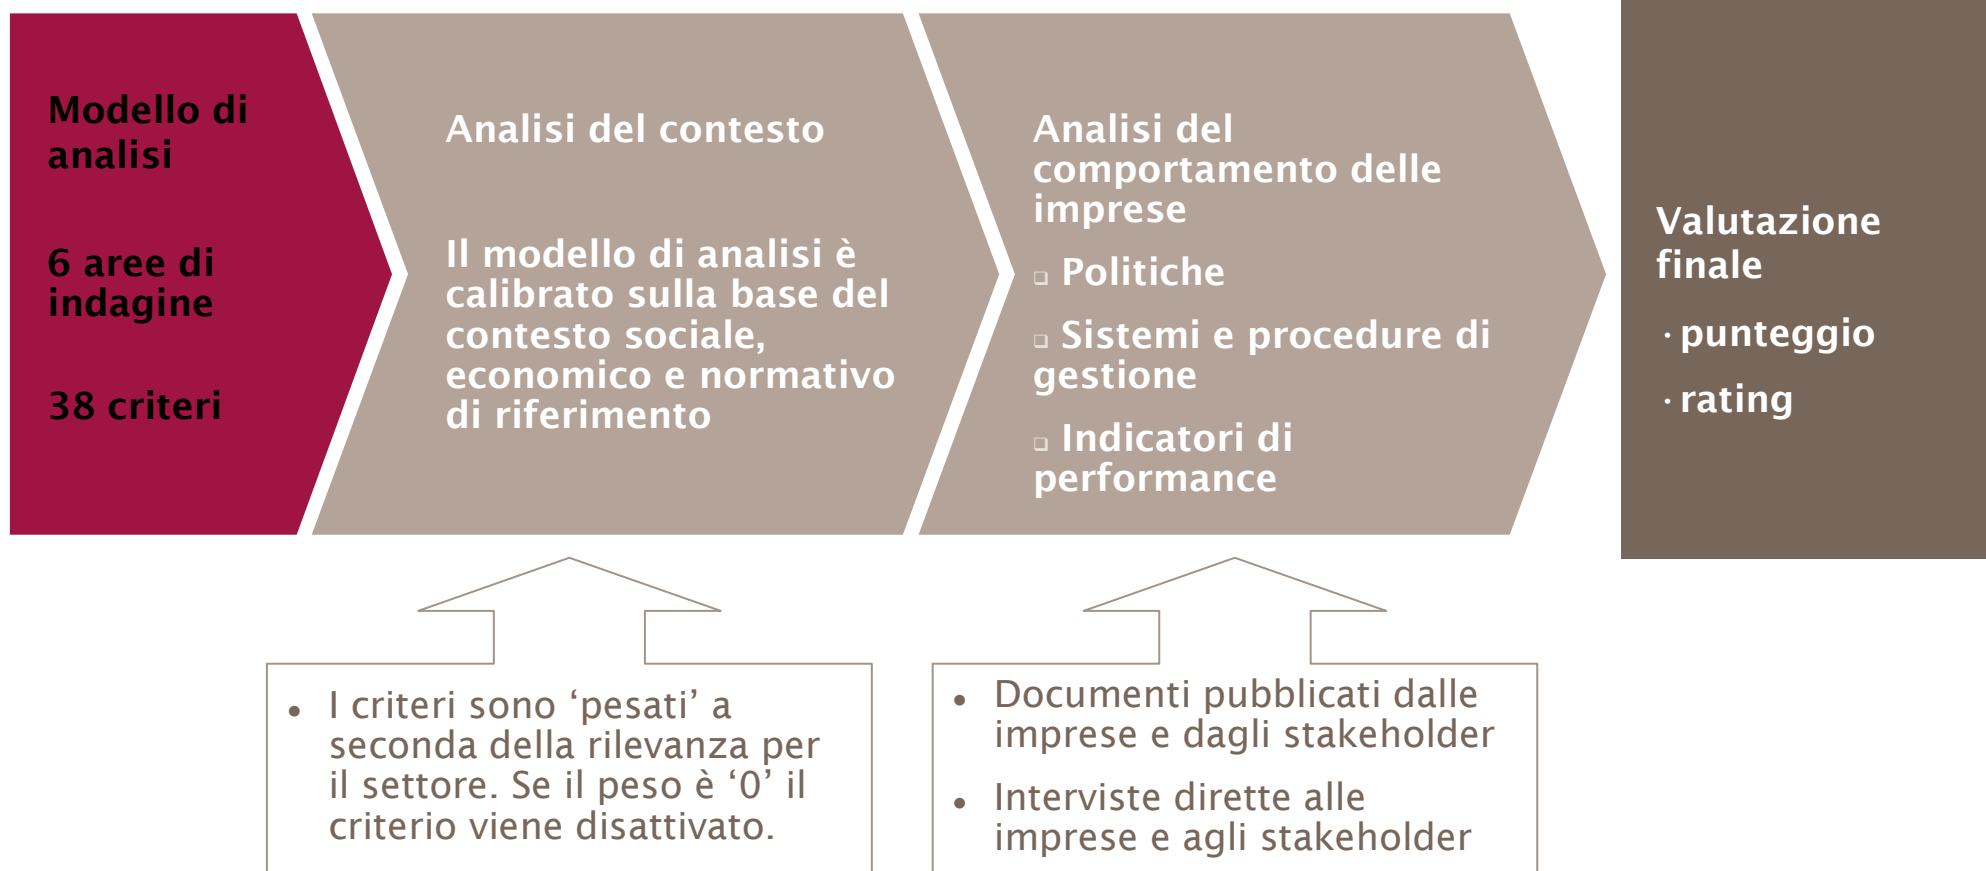 Modello di
analisi
6 aree di
indagine
38 criteri
Analisi del contesto
Il modello di analisi è
calibrato sulla base del
contesto sociale,
economico e normativo
di riferimento
Analisi del
comportamento delle
imprese
❑ Politiche
❑ Sistemi e procedure di
gestione
❑ Indicatori di
performance
Valutazione
finale
· punteggio
· rating
• I criteri sono ‘pesati’ a
seconda della rilevanza per
il settore. Se il peso è ‘0’ il
criterio viene disattivato.
• Documenti pubblicati dalle
imprese e dagli stakeholder
• Interviste dirette alle
imprese e agli stakeholder